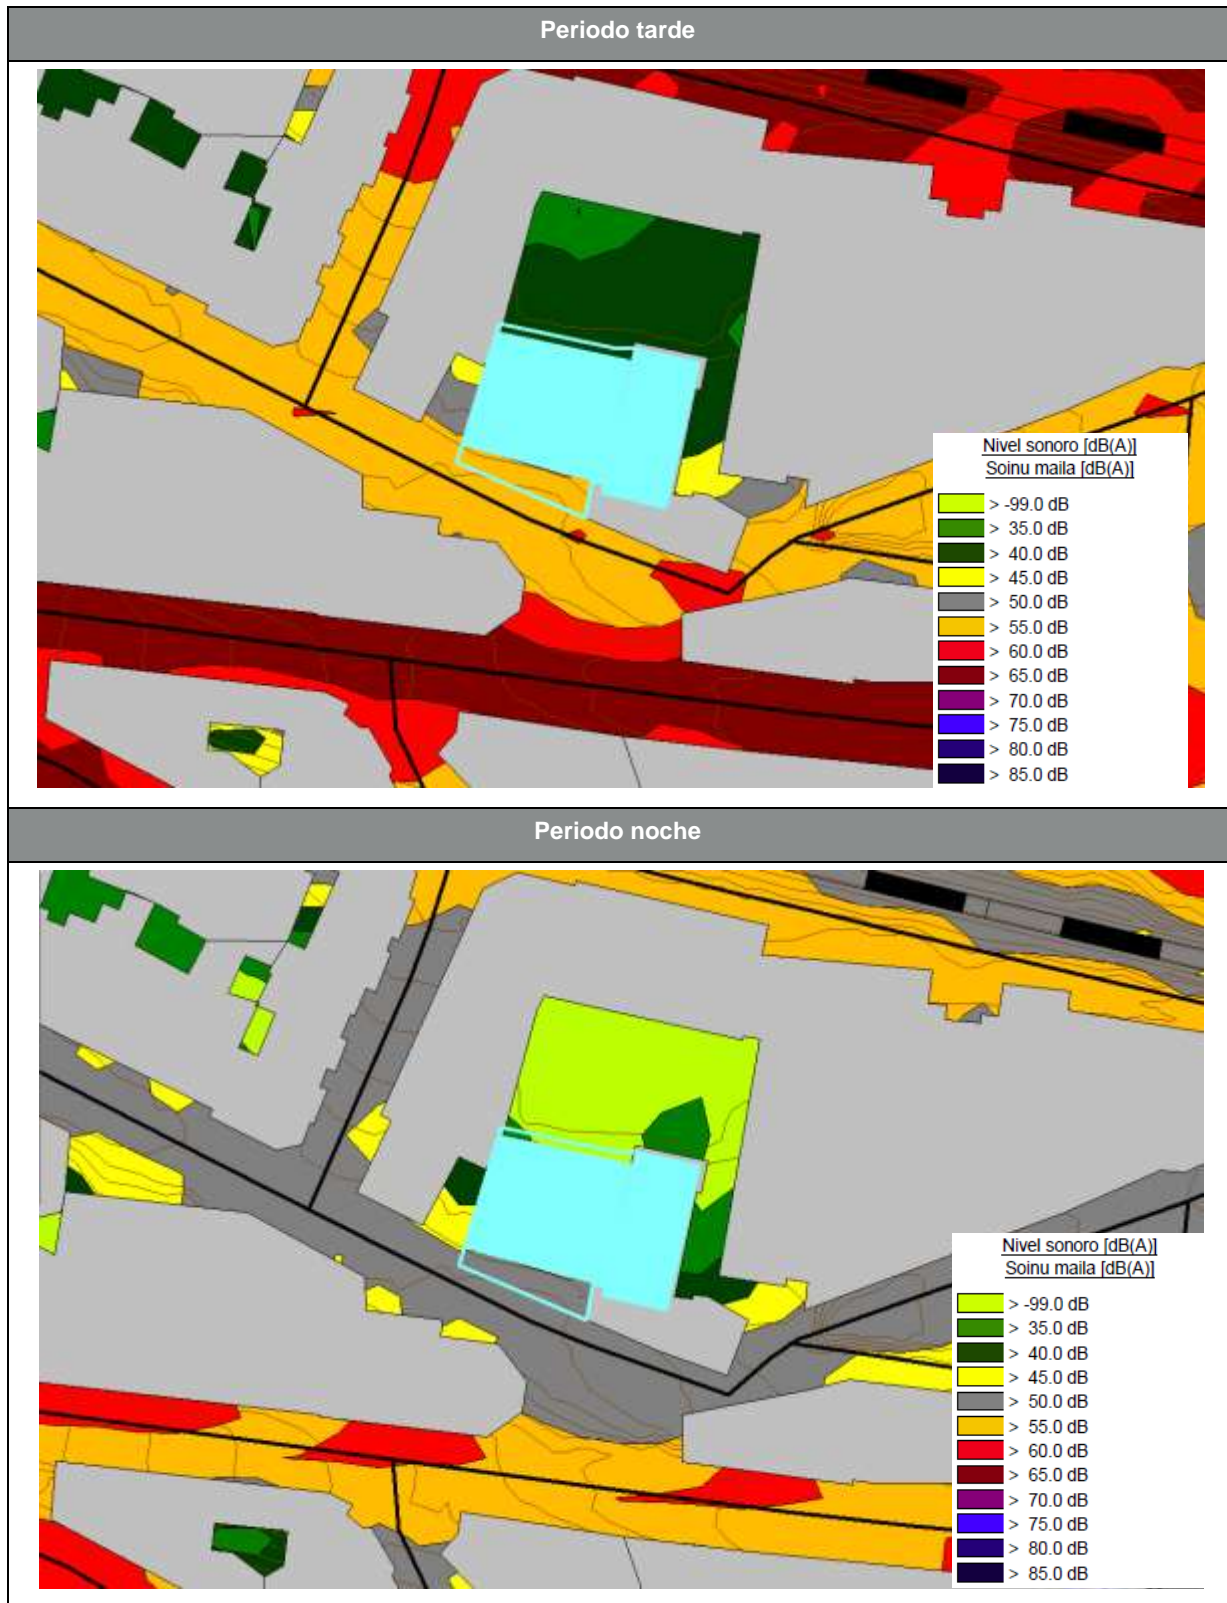 Periodo tarde
Nivel sonoro [dB(A)]
Soinu maila [dB(A)]
> -99.0 dB
> 35.0 dB
> 40.0 dB
> 45.0 dB
> 50.0 dB
> 55.0 dB
> 60.0 dB
> 65.0 dB
> 70.0 dB
> 75.0 dB
> 80.0 dB
> 85.0 dB
Periodo noche
Nivel sonoro [dB(A)]
Soinu maila [dB(A)]
> -99.0 dB
> 35.0 dB
> 40.0 dB
> 45.0 dB
> 50.0 dB
> 55.0 dB
> 60.0 dB
> 65.0 dB
> 70.0 dB
> 75.0 dB
> 80.0 dB
> 85.0 dB